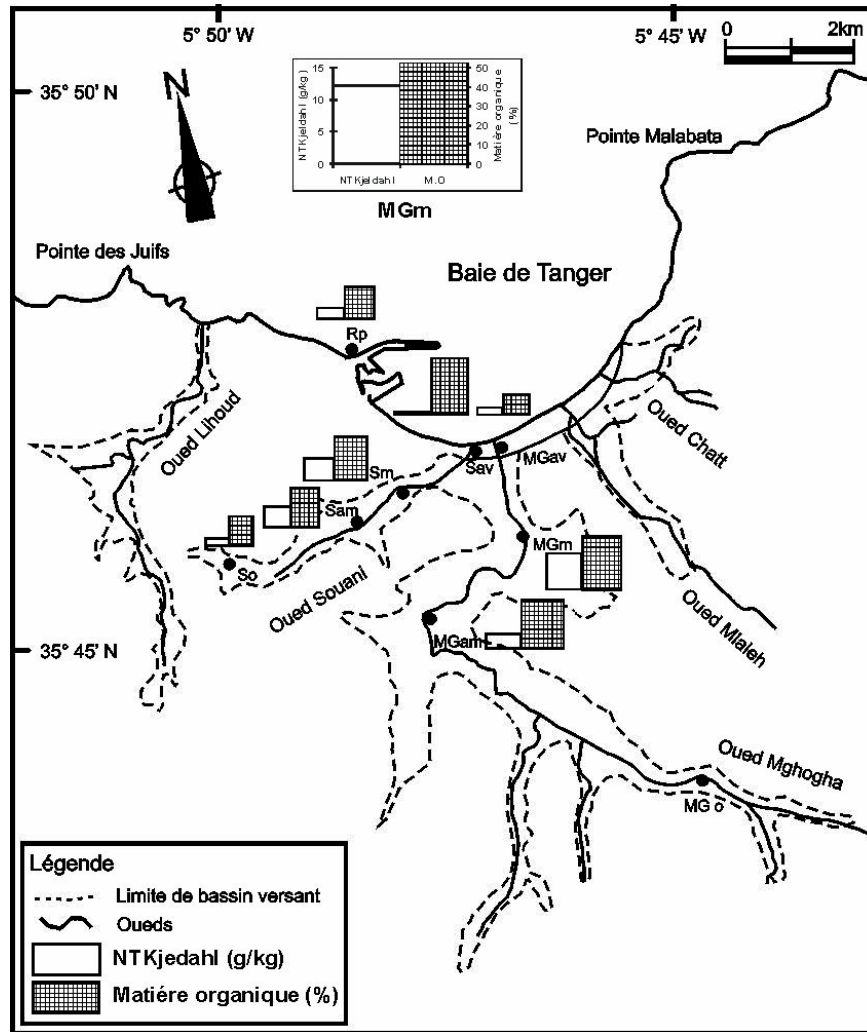 5° 50' W
5° 45' W
0 2km
35° 50' N
N
15
10
5
0
NTKjeldahl (g/kg)
50
40
30
20
10
0
Matiére organique (%)
NTKjeldahl M.O
MGm
Pointe Malabata
Pointe des Juifs
Baie de Tanger
Rp
Oued Lihoud
Oued Chatt
Sav
MGav
Sm
Sam
So
MGm
Oued Souani
Oued Mlaleh
35° 45' N
MGam
Oued Mghogha
MG o
Légende
Limite de bassin versant
Oueds
NTKjedahl (g/kg)
Matiére organique (%)